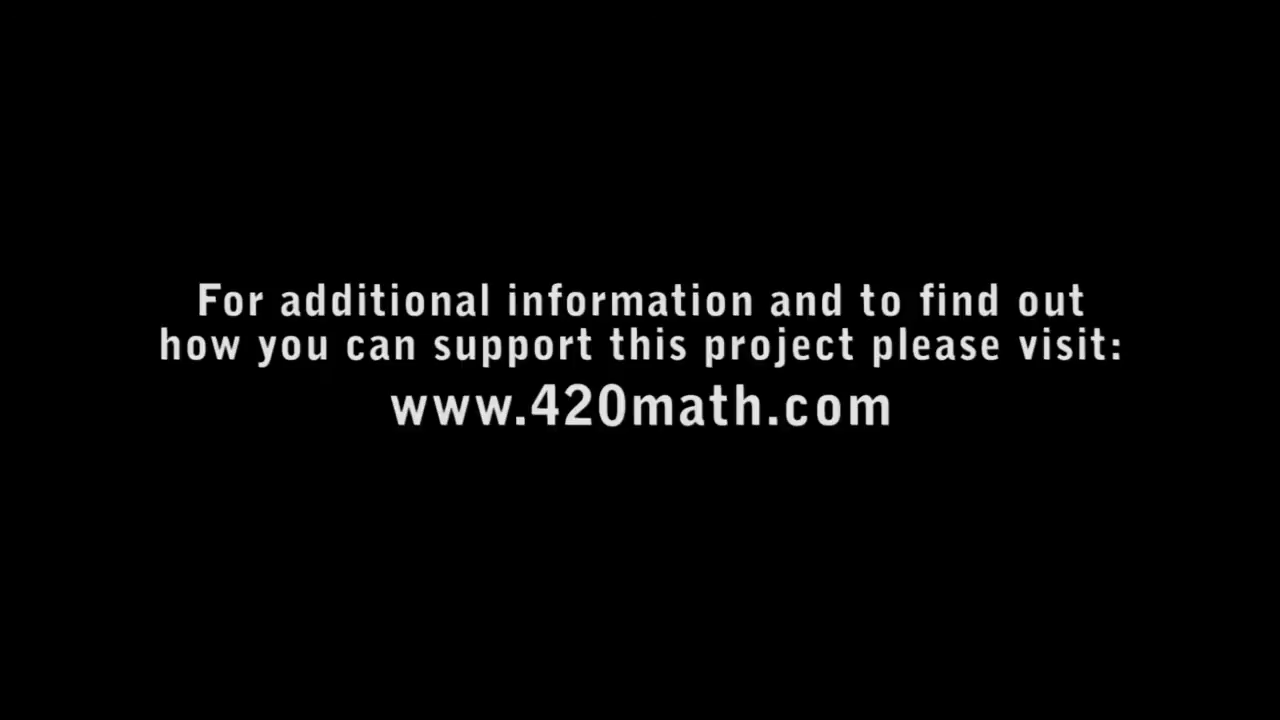 For additional information and to find out
how you can support this project please visit:
www.420math.com